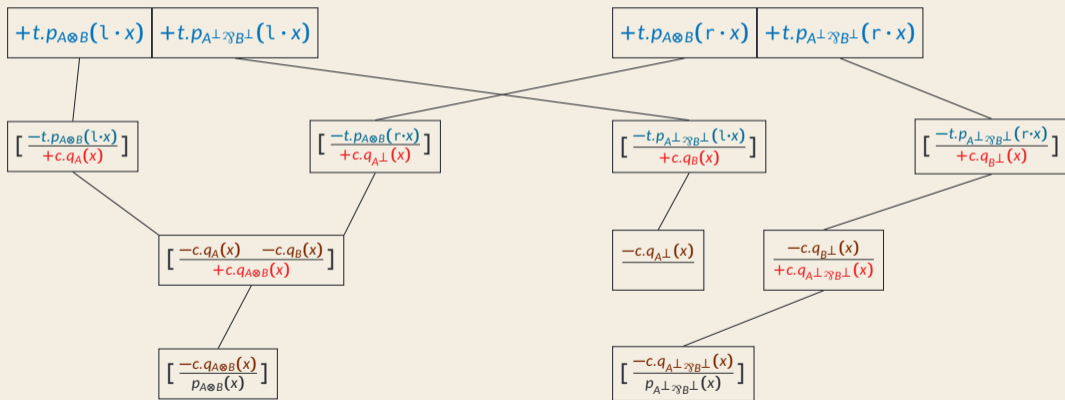 +t.p_{A⊗B}(l · x) +t.p_{A⊥⅋B⊥}(l · x) +t.p_{A⊗B}(r · x) +t.p_{A⊥⅋B⊥}(r · x)
[ −t.p_{A⊗B}(l·x) / +c.q_A(x) ] [ −t.p_{A⊗B}(r·x) / +c.q_{A⊥}(x) ] [ −t.p_{A⊥⅋B⊥}(l·x) / +c.q_B(x) ] [ −t.p_{A⊥⅋B⊥}(r·x) / +c.q_{B⊥}(x) ]
[ −c.q_A(x) −c.q_B(x) / +c.q_{A⊗B}(x) ] −c.q_{A⊥}(x) −c.q_{B⊥}(x) / +c.q_{A⊥⅋B⊥}(x)
[ −c.q_{A⊗B}(x) / p_{A⊗B}(x) ] [ −c.q_{A⊥⅋B⊥}(x) / p_{A⊥⅋B⊥}(x) ]